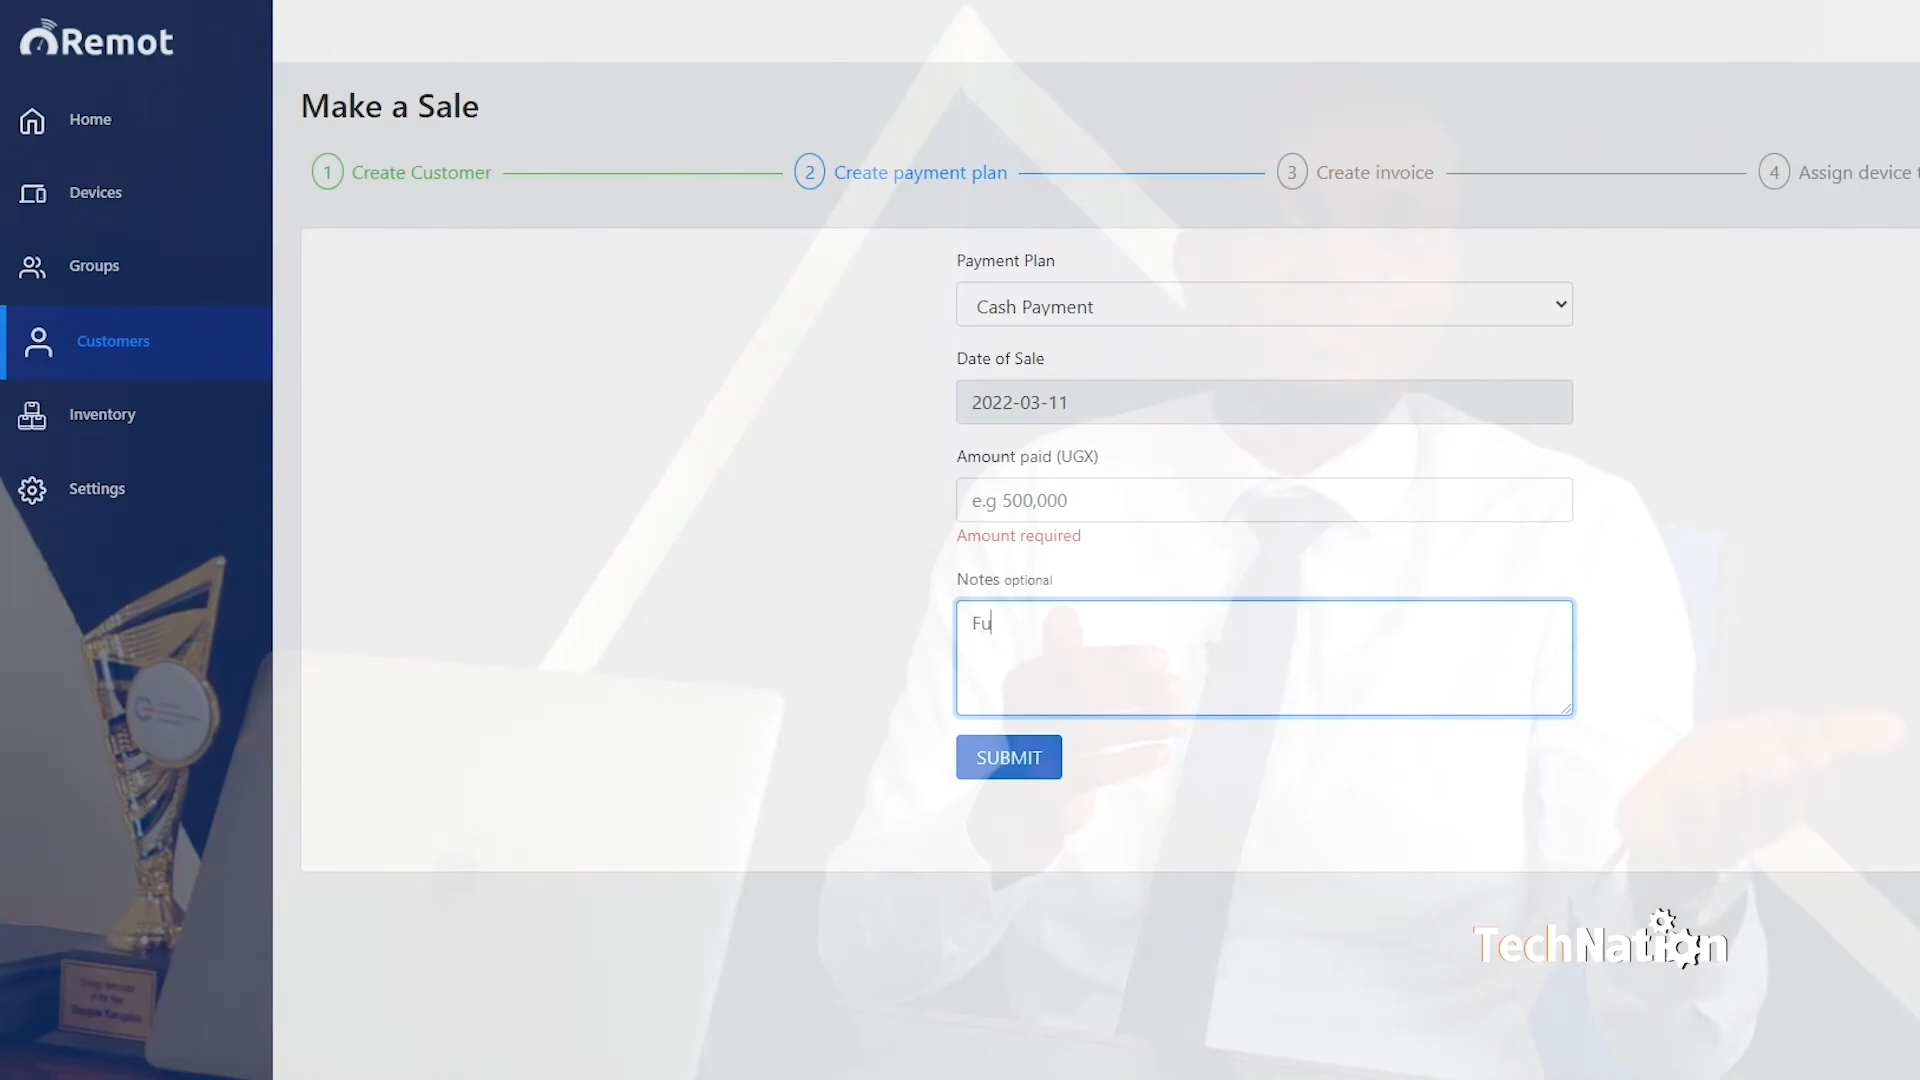 Remot
Home
Devices
Groups
Customers
Inventory
Settings
Make a Sale
1 Create Customer
2 Create payment plan
3 Create invoice
4 Assign device t
Payment Plan
Cash Payment
Date of Sale
2022-03-11
Amount paid (UGX)
e.g 500,000
Amount required
Notes optional
Fu
SUBMIT
TechNation